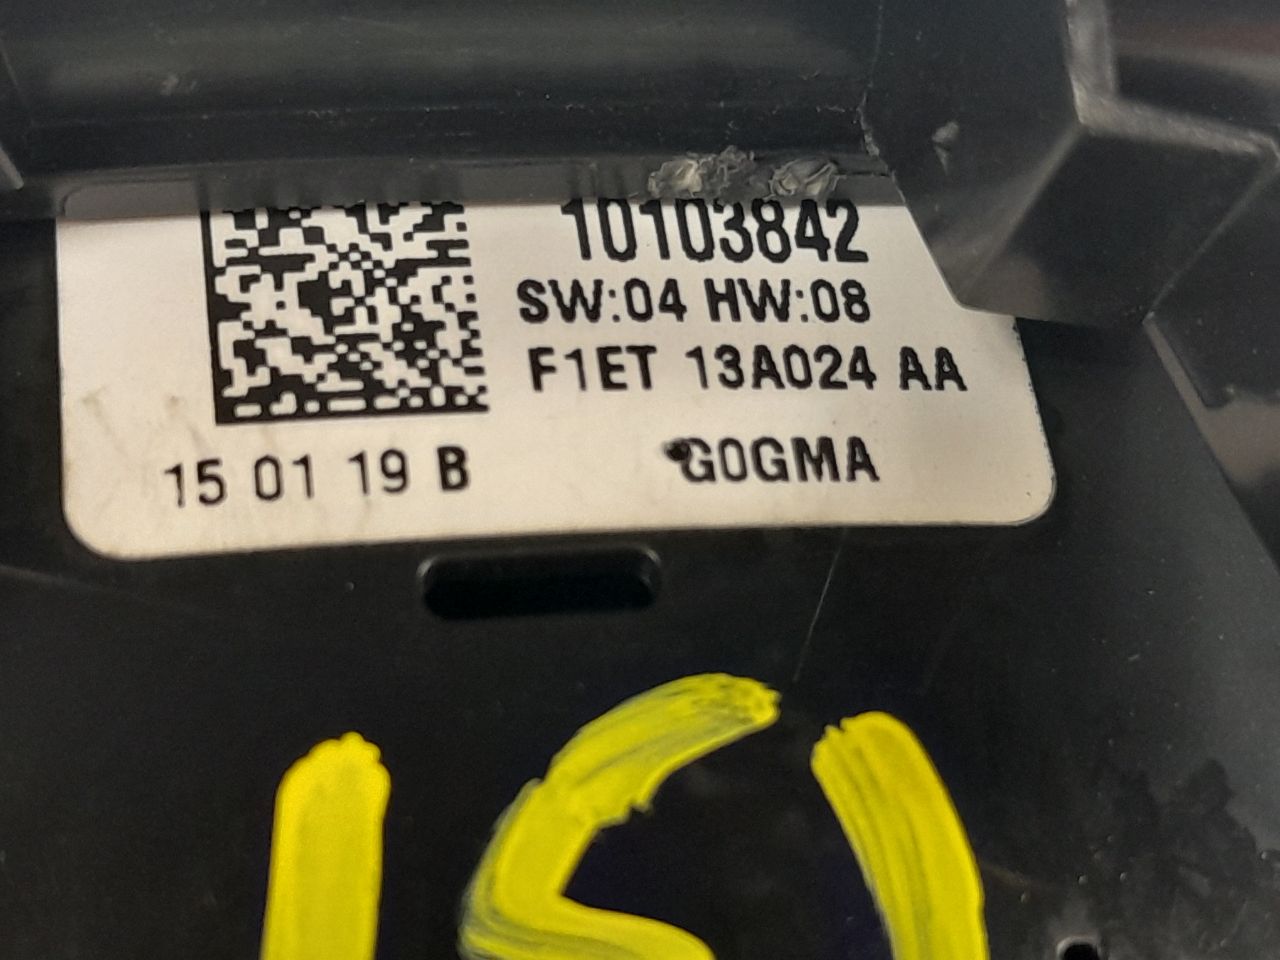 10103842
SW:04 HW:08
F1ET 13A024 AA
15 01 19 B G0GMA